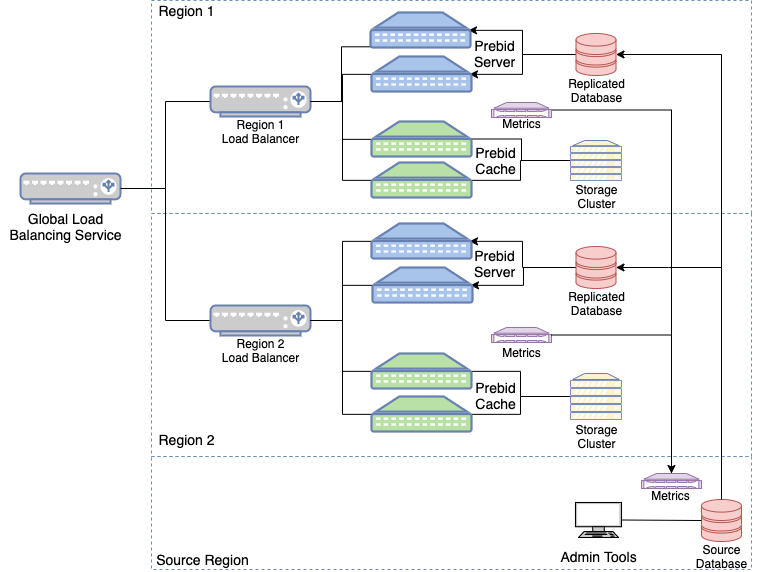 Region 1
Prebid
Server
Replicated
Database
Metrics
Region 1
Load Balancer
Prebid
Cache
Storage
Cluster
Global Load
Balancing Service
Prebid
Server
Replicated
Database
Region 2
Load Balancer
Metrics
Prebid
Cache
Storage
Cluster
Region 2
Metrics
Admin Tools
Source
Database
Source Region